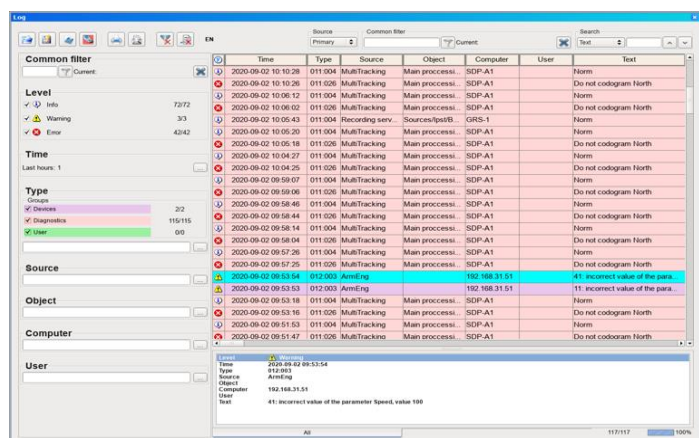 Log
EN
Source
Common filter
Search
Primary
Current:
Text
Common filter
Current:
Level
Info 72/72
Warning 3/3
Error 42/42
Time
Last hours: 1
...
Type
Groups
Devices 2/2
Diagnostics 115/115
User 0/0
...
Source
...
Object
...
Computer
...
User
...
Time Type Source Object Computer User Text
2020-09-02 10:10:28 011:004 MultiTracking Main proccessi... SDP-A1 Norm
2020-09-02 10:10:26 011:026 MultiTracking Main proccessi... SDP-A1 Do not codogram North
2020-09-02 10:06:12 011:004 MultiTracking Main proccessi... SDP-A1 Norm
2020-09-02 10:06:02 011:026 MultiTracking Main proccessi... SDP-A1 Do not codogram North
2020-09-02 10:05:43 011:004 Recording serv... Sources/Ipst/B... GRS-1 Norm
2020-09-02 10:05:20 011:004 MultiTracking Main proccessi... SDP-A1 Norm
2020-09-02 10:05:18 011:026 MultiTracking Main proccessi... SDP-A1 Do not codogram North
2020-09-02 10:04:27 011:004 MultiTracking Main proccessi... SDP-A1 Norm
2020-09-02 10:04:25 011:026 MultiTracking Main proccessi... SDP-A1 Do not codogram North
2020-09-02 09:59:07 011:004 MultiTracking Main proccessi... SDP-A1 Norm
2020-09-02 09:59:06 011:026 MultiTracking Main proccessi... SDP-A1 Do not codogram North
2020-09-02 09:58:46 011:004 MultiTracking Main proccessi... SDP-A1 Norm
2020-09-02 09:58:44 011:026 MultiTracking Main proccessi... SDP-A1 Do not codogram North
2020-09-02 09:58:14 011:004 MultiTracking Main proccessi... SDP-A1 Norm
2020-09-02 09:58:04 011:026 MultiTracking Main proccessi... SDP-A1 Do not codogram North
2020-09-02 09:57:26 011:004 MultiTracking Main proccessi... SDP-A1 Norm
2020-09-02 09:57:25 011:026 MultiTracking Main proccessi... SDP-A1 Do not codogram North
2020-09-02 09:53:54 012:003 ArmEng 192.168.31.51 41: incorrect value of the para...
2020-09-02 09:53:53 012:003 ArmEng 192.168.31.51 11: incorrect value of the para...
2020-09-02 09:53:18 011:004 MultiTracking Main proccessi... SDP-A1 Norm
2020-09-02 09:53:16 011:026 MultiTracking Main proccessi... SDP-A1 Do not codogram North
2020-09-02 09:51:53 011:004 MultiTracking Main proccessi... SDP-A1 Norm
2020-09-02 09:51:47 011:026 MultiTracking Main proccessi... SDP-A1 Do not codogram North
Level Warning
Time 2020-09-02 09:53:54
Type 012:003
Source ArmEng
Object
Computer 192.168.31.51
User
Text 41: incorrect value of the parameter Speed, value 100
All
117/117 100%